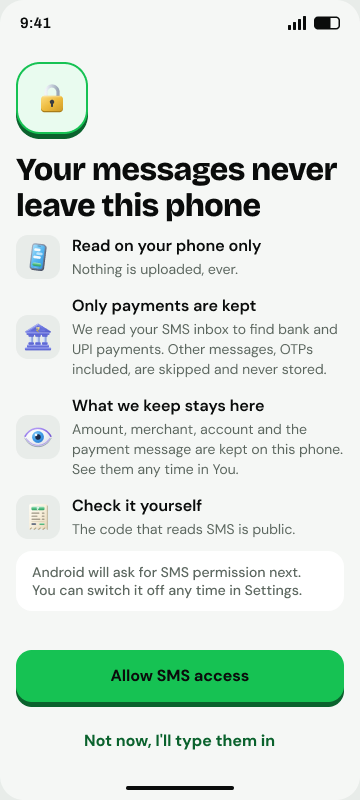 9:41
Your messages never
leave this phone
Read on your phone only
Nothing is uploaded, ever.
Only payments are kept
We read your SMS inbox to find bank and
UPI payments. Other messages, OTPs
included, are skipped and never stored.
What we keep stays here
Amount, merchant, account and the
payment message are kept on this phone.
See them any time in You.
Check it yourself
The code that reads SMS is public.
Android will ask for SMS permission next.
You can switch it off any time in Settings.
Allow SMS access
Not now, I'll type them in